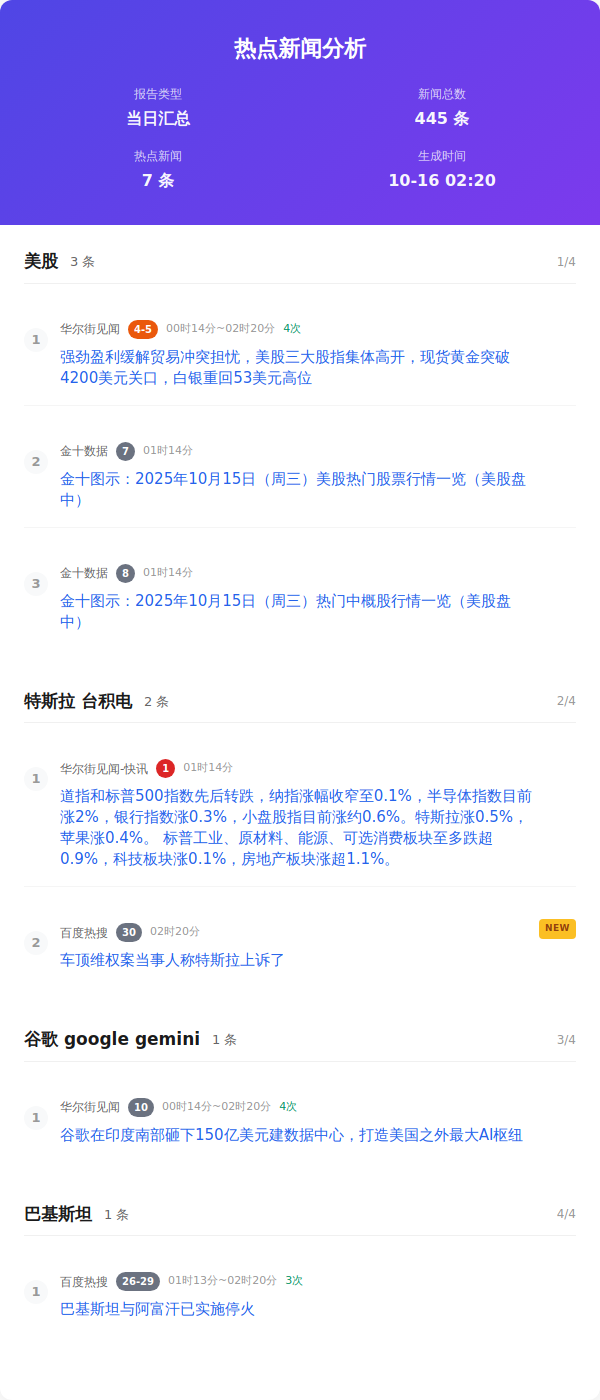 热点新闻分析
报告类型
当日汇总
新闻总数
445 条
热点新闻
7 条
生成时间
10-16 02:20
美股 3 条 1/4
1
华尔街见闻 4-5 00时14分~02时20分 4次
强劲盈利缓解贸易冲突担忧，美股三大股指集体高开，现货黄金突破
4200美元关口，白银重回53美元高位
2
金十数据 7 01时14分
金十图示：2025年10月15日（周三）美股热门股票行情一览（美股盘
中）
3
金十数据 8 01时14分
金十图示：2025年10月15日（周三）热门中概股行情一览（美股盘
中）
特斯拉 台积电 2 条 2/4
1
华尔街见闻-快讯 1 01时14分
道指和标普500指数先后转跌，纳指涨幅收窄至0.1%，半导体指数目前
涨2%，银行指数涨0.3%，小盘股指目前涨约0.6%。特斯拉涨0.5%，
苹果涨0.4%。 标普工业、原材料、能源、可选消费板块至多跌超
0.9%，科技板块涨0.1%，房地产板块涨超1.1%。
2
百度热搜 30 02时20分 NEW
车顶维权案当事人称特斯拉上诉了
谷歌 google gemini 1 条 3/4
1
华尔街见闻 10 00时14分~02时20分 4次
谷歌在印度南部砸下150亿美元建数据中心，打造美国之外最大AI枢纽
巴基斯坦 1 条 4/4
1
百度热搜 26-29 01时13分~02时20分 3次
巴基斯坦与阿富汗已实施停火